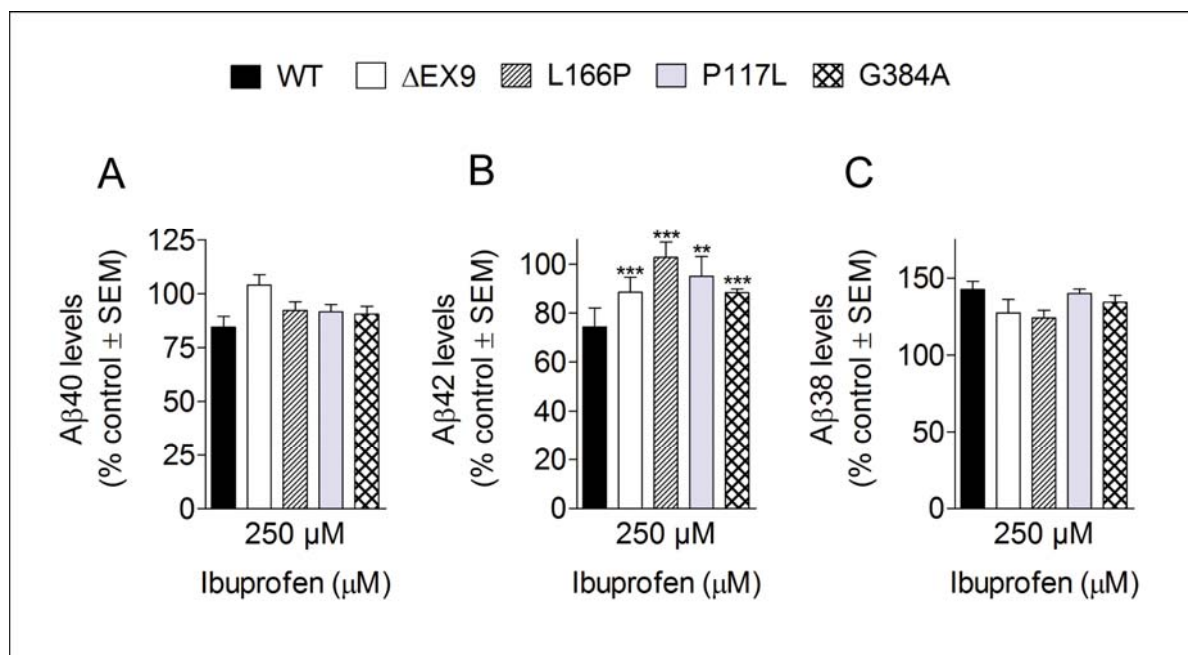 WT ΔEX9 L166P P117L G384A
A
Aβ40 levels
(% control ± SEM)
125
100
75
50
25
0
250 µM
Ibuprofen (µM)
B
Aβ42 levels
(% control ± SEM)
100
80
60
40
20
0
***
***
**
***
250 µM
Ibuprofen (µM)
C
Aβ38 levels
(% control ± SEM)
150
100
50
0
250 µM
Ibuprofen (µM)